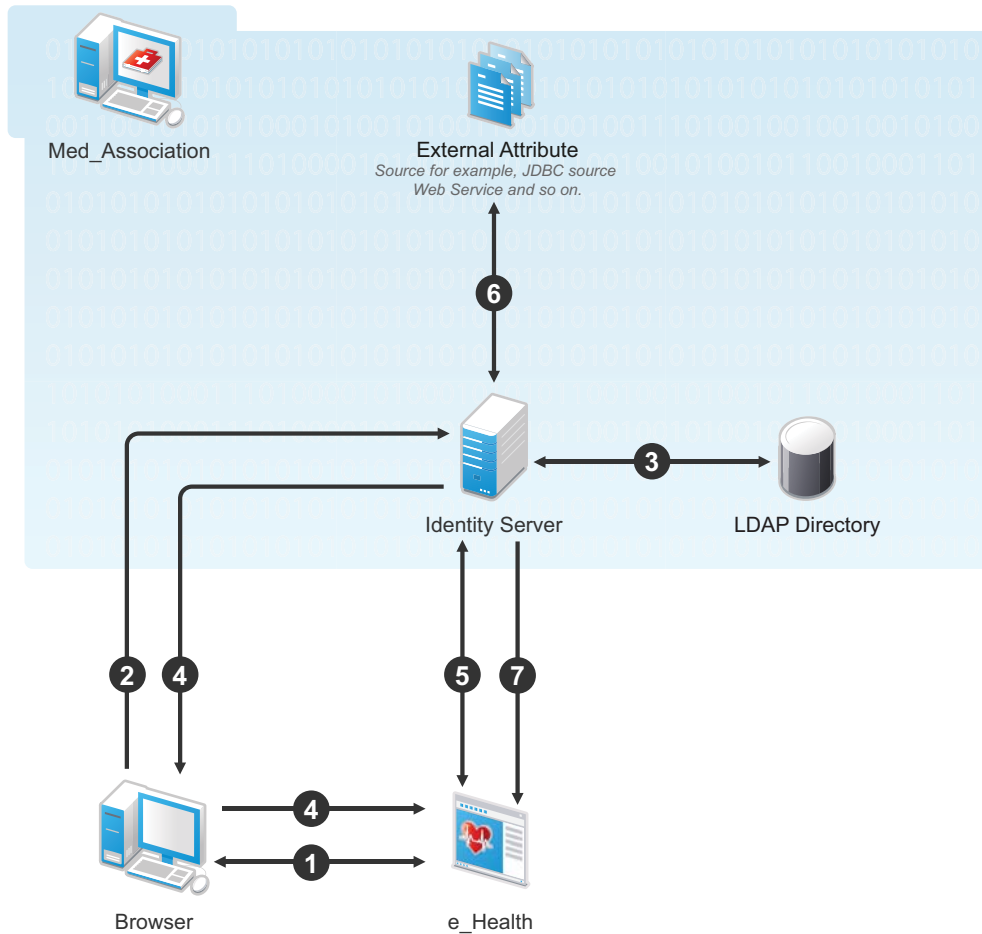 Med_Association
External Attribute
Source for example, JDBC source
Web Service and so on.
6
3
Identity Server
LDAP Directory
2
4
5
7
4
1
Browser
e_Health